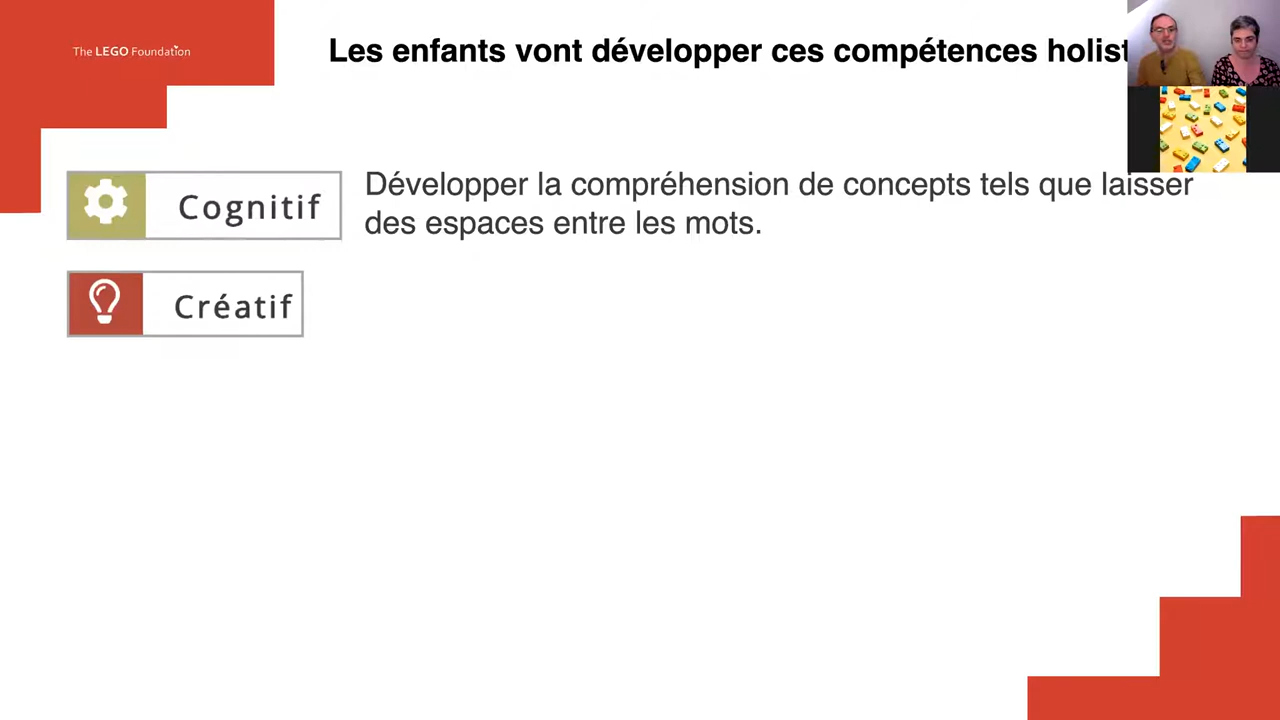 The LEGO Foundation
Les enfants vont développer ces compétences
Cognitif
Développer la compréhension de concepts tels que laisser
des espaces entre les mots.
Créatif